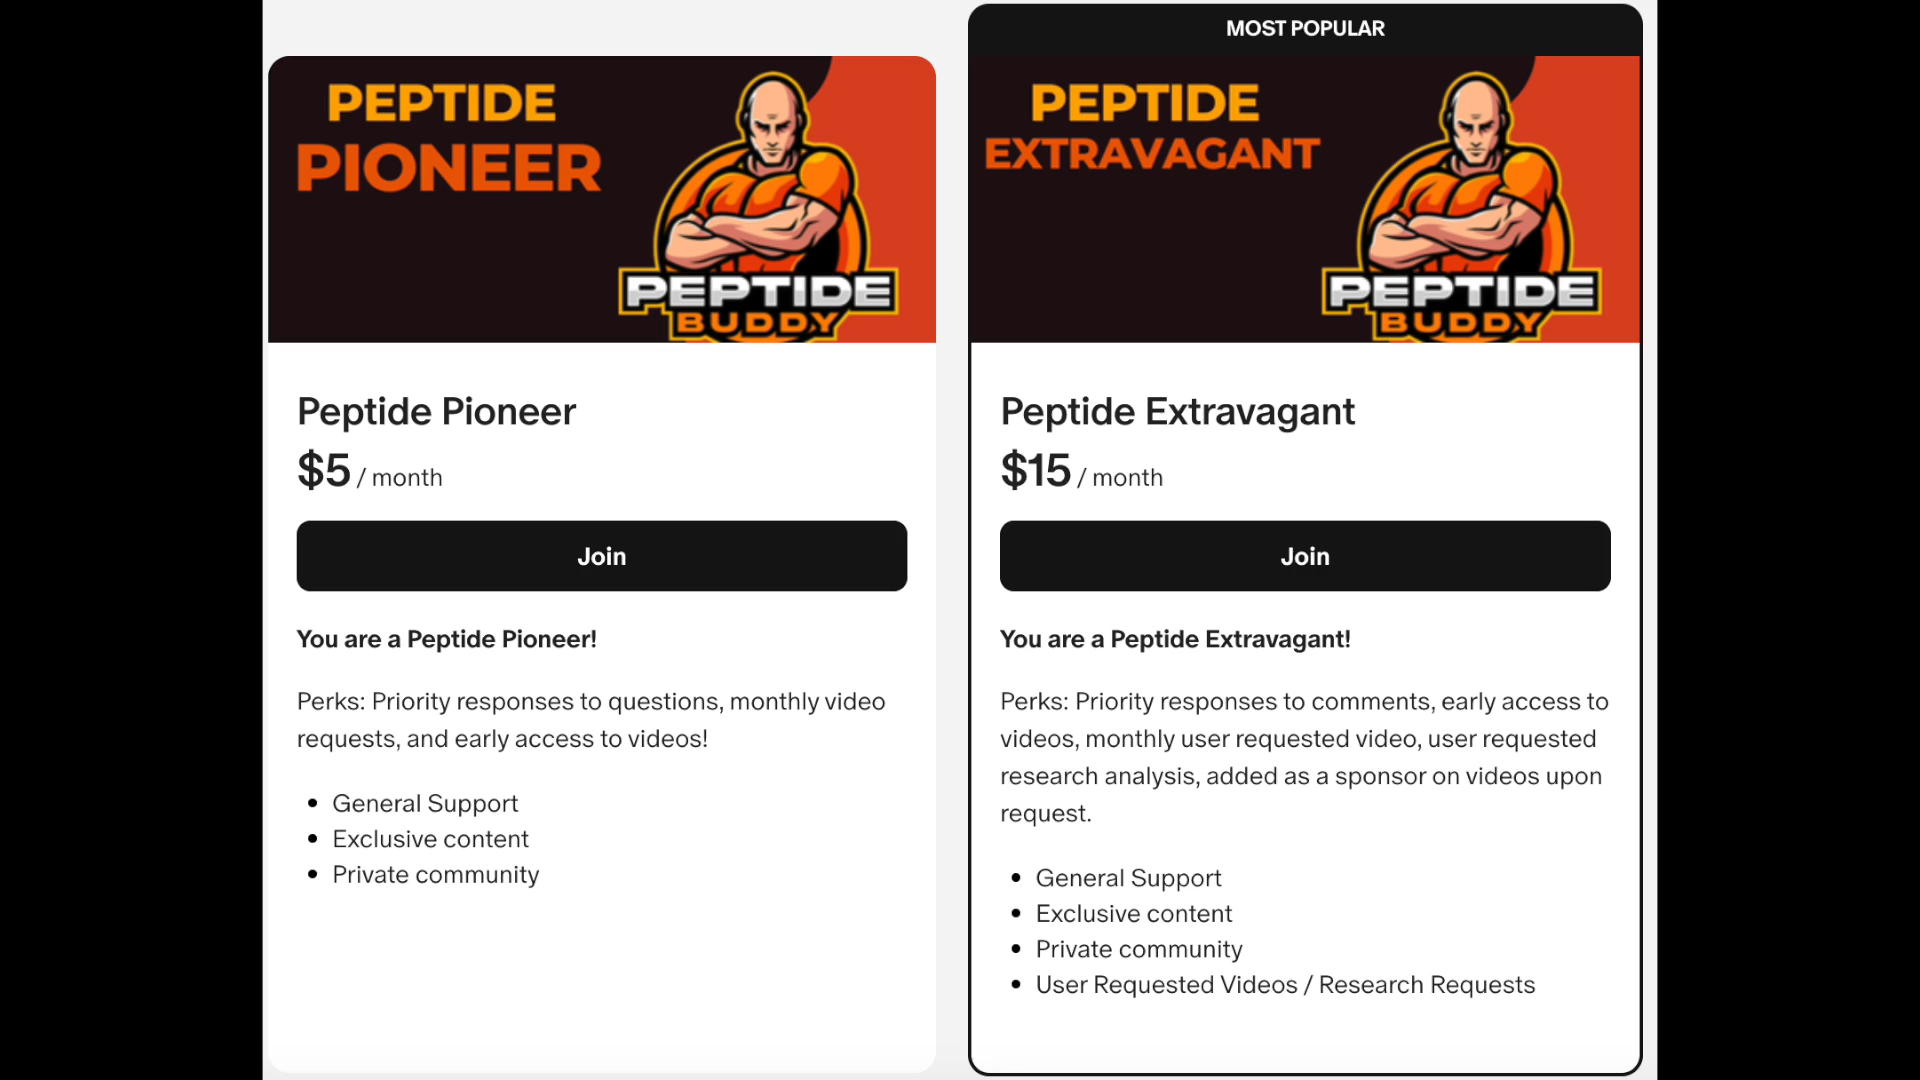 PEPTIDE
PIONEER
PEPTIDE
BUDDY
Peptide Pioneer
$5 / month
Join
You are a Peptide Pioneer!
Perks: Priority responses to questions, monthly video
requests, and early access to videos!
• General Support
• Exclusive content
• Private community
MOST POPULAR
PEPTIDE
EXTRAVAGANT
PEPTIDE
BUDDY
Peptide Extravagant
$15 / month
Join
You are a Peptide Extravagant!
Perks: Priority responses to comments, early access to
videos, monthly user requested video, user requested
research analysis, added as a sponsor on videos upon
request.
• General Support
• Exclusive content
• Private community
• User Requested Videos / Research Requests